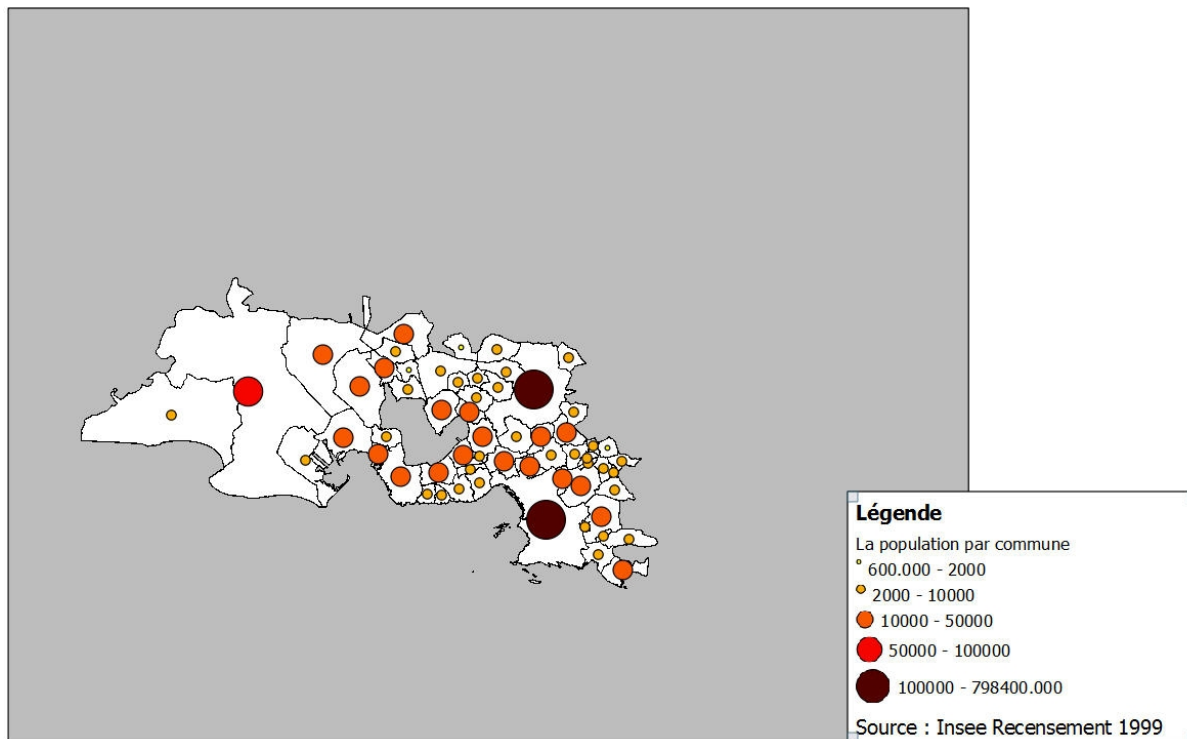 Légende
La population par commune
600.000 - 2000
2000 - 10000
10000 - 50000
50000 - 100000
100000 - 798400.000
Source : Insee Recensement 1999